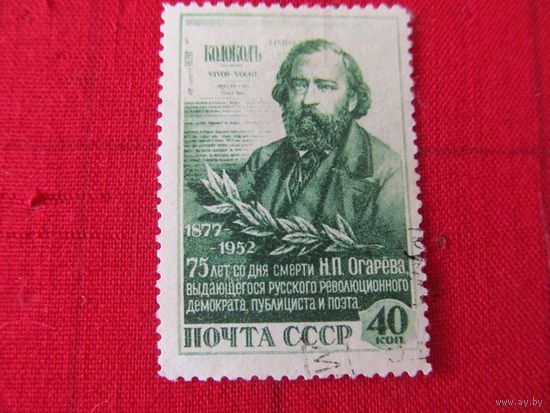 КОЛОКОЛЪ
VIVOS VOCO!
1877-
-1952
75 ЛЕТ СО ДНЯ СМЕРТИ Н.П. ОГАРЁВА,
ВЫДАЮЩЕГОСЯ РУССКОГО РЕВОЛЮЦИОННОГО
ДЕМОКРАТА, ПУБЛИЦИСТА И ПОЭТА.
ПОЧТА СССР
40
КОП.
www.ay.by